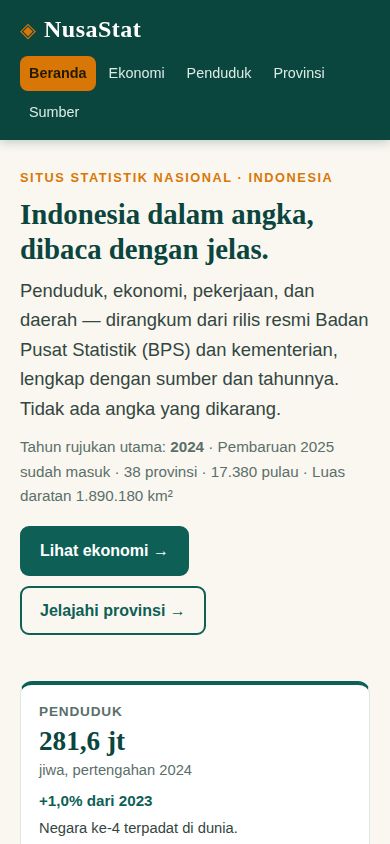 ◈ NusaStat
Beranda Ekonomi Penduduk Provinsi
Sumber
SITUS STATISTIK NASIONAL · INDONESIA
Indonesia dalam angka,
dibaca dengan jelas.
Penduduk, ekonomi, pekerjaan, dan
daerah — dirangkum dari rilis resmi Badan
Pusat Statistik (BPS) dan kementerian,
lengkap dengan sumber dan tahunnya.
Tidak ada angka yang dikarang.
Tahun rujukan utama: 2024 · Pembaruan 2025
sudah masuk · 38 provinsi · 17.380 pulau · Luas
daratan 1.890.180 km²
Lihat ekonomi →
Jelajahi provinsi →
PENDUDUK
281,6 jt
jiwa, pertengahan 2024
+1,0% dari 2023
Negara ke-4 terpadat di dunia.